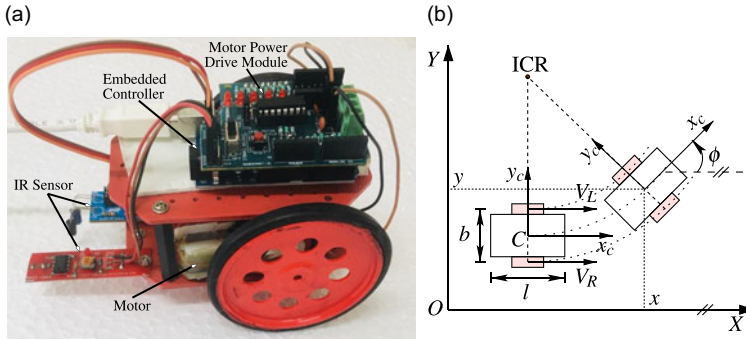 (a)
Motor Power
Drive Module
Embedded
Controller
IR Sensor
Motor
(b)
Y
ICR
x_c
y_c
ϕ
y_c
y
V_L
b
C
x_c
V_R
l
x
O
X